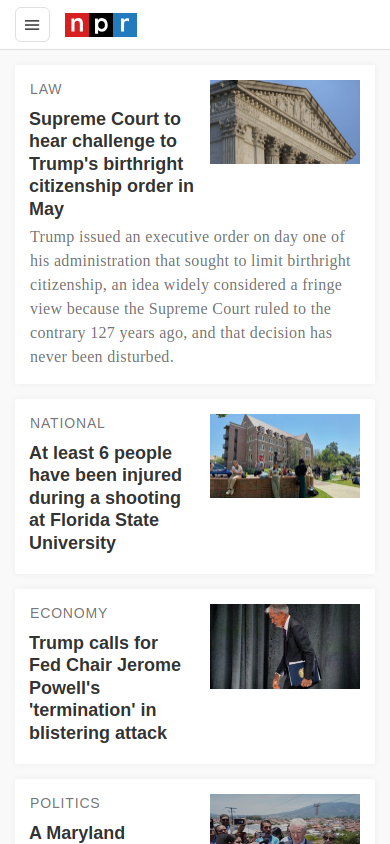 npr
LAW
Supreme Court to
hear challenge to
Trump's birthright
citizenship order in
May
Trump issued an executive order on day one of
his administration that sought to limit birthright
citizenship, an idea widely considered a fringe
view because the Supreme Court ruled to the
contrary 127 years ago, and that decision has
never been disturbed.
NATIONAL
At least 6 people
have been injured
during a shooting
at Florida State
University
ECONOMY
Trump calls for
Fed Chair Jerome
Powell's
'termination' in
blistering attack
POLITICS
A Maryland